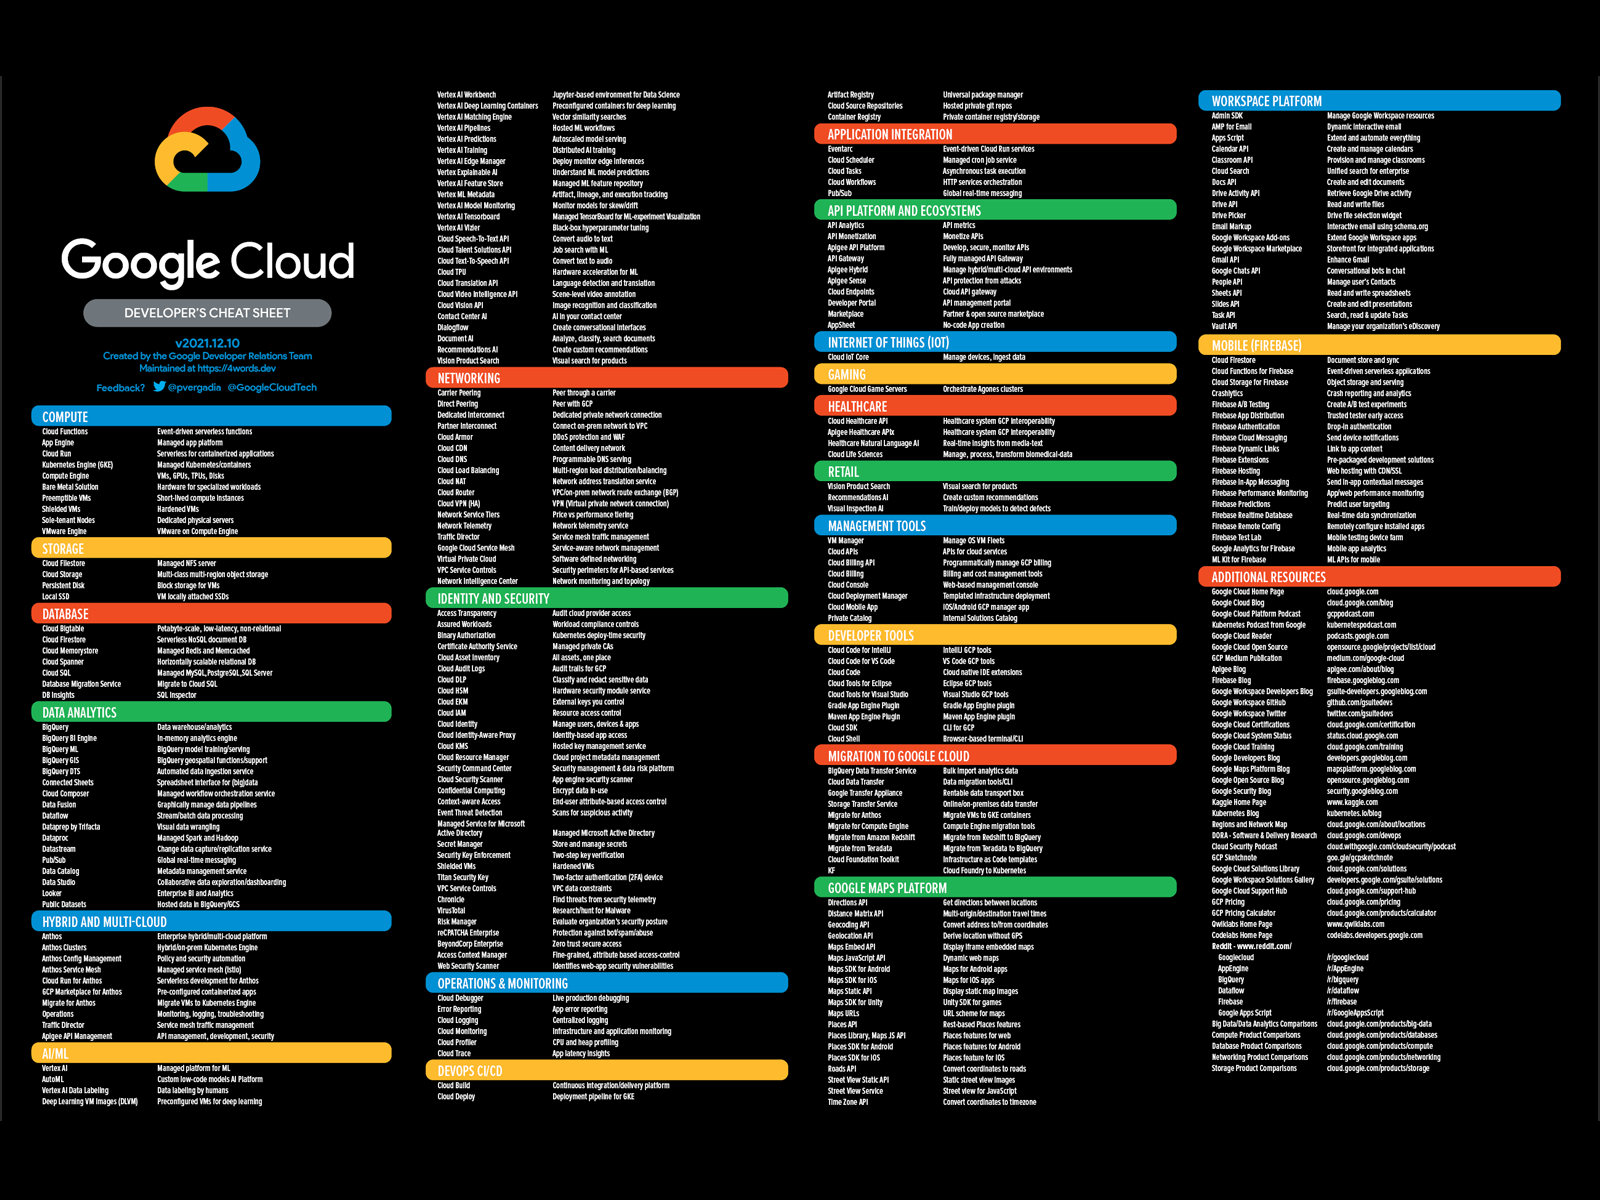 Google Cloud
DEVELOPER'S CHEAT SHEET
v2021.12.10
Created by the Google Developer Relations Team
Maintained at https://4words.dev
Feedback? @pvergadia @GoogleCloudTech
COMPUTE
Cloud Functions Event-driven serverless functions
App Engine Managed app platform
Cloud Run Serverless for containerized applications
Kubernetes Engine (GKE) Managed Kubernetes/containers
Compute Engine VMs, GPUs, TPUs, Disks
Bare Metal Solution Hardware for specialized workloads
Preemptible VMs Short-lived compute instances
Shielded VMs Hardened VMs
Sole-tenant Nodes Dedicated physical servers
VMware Engine VMware on Compute Engine
STORAGE
Cloud Filestore Managed NFS server
Cloud Storage Multi-class multi-region object storage
Persistent Disk Block storage for VMs
Local SSD VM locally attached SSDs
DATABASE
Cloud Bigtable Petabyte-scale, low-latency, non-relational
Cloud Firestore Serverless NoSQL document DB
Cloud Memorystore Managed Redis and Memcached
Cloud Spanner Horizontally scalable relational DB
Cloud SQL Managed MySQL,PostgreSQL,SQL Server
Database Migration Service Migrate to Cloud SQL
DB Insights SQL Inspector
DATA ANALYTICS
BigQuery Data warehouse/analytics
BigQuery BI Engine In-memory analytics engine
BigQuery ML BigQuery model training/serving
BigQuery GIS BigQuery geospatial functions/support
BigQuery DTS Automated data ingestion service
Connected Sheets Spreadsheet interface for (big)data
Cloud Composer Managed workflow orchestration service
Data Fusion Graphically manage data pipelines
Dataflow Stream/batch data processing
Dataprep by Trifacta Visual data wrangling
Dataproc Managed Spark and Hadoop
Datastream Change data capture/replication service
Pub/Sub Global real-time messaging
Data Catalog Metadata management service
Data Studio Collaborative data exploration/dashboarding
Looker Enterprise BI and Analytics
Public Datasets Hosted data in BigQuery/GCS
HYBRID AND MULTI-CLOUD
Anthos Enterprise hybrid/multi-cloud platform
Anthos Clusters Hybrid/on-prem Kubernetes Engine
Anthos Config Management Policy and security automation
Anthos Service Mesh Managed service mesh (Istio)
Cloud Run for Anthos Serverless development for Anthos
GCP Marketplace for Anthos Pre-configured containerized apps
Migrate for Anthos Migrate VMs to Kubernetes Engine
Operations Monitoring, logging, troubleshooting
Traffic Director Service mesh traffic management
Apigee API Management API management, development, security
AI/ML
Vertex AI Managed platform for ML
AutoML Custom low-code models AI Platform
Vertex AI Data Labeling Data labeling by humans
Deep Learning VM Images (DLVM) Preconfigured VMs for deep learning
Vertex AI Workbench Jupyter-based environment for Data Science
Vertex AI Deep Learning Containers Preconfigured containers for deep learning
Vertex AI Matching Engine Vector similarity searches
Vertex AI Pipelines Hosted ML workflows
Vertex AI Predictions Autoscaled model serving
Vertex AI Training Distributed AI training
Vertex AI Edge Manager Deploy monitor edge inferences
Vertex Explainable AI Understand ML model predictions
Vertex AI Feature Store Managed ML feature repository
Vertex ML Metadata Artifact, lineage, and execution tracking
Vertex AI Model Monitoring Monitor models for skew/drift
Vertex AI Tensorboard Managed TensorBoard for ML-experiment Visualization
Vertex AI Vizier Black-box hyperparameter tuning
Cloud Speech-To-Text API Convert audio to text
Cloud Talent Solutions API Job search with ML
Cloud Text-To-Speech API Convert text to audio
Cloud TPU Hardware acceleration for ML
Cloud Translation API Language detection and translation
Cloud Video Intelligence API Scene-level video annotation
Cloud Vision API Image recognition and classification
Contact Center AI AI in your contact center
Dialogflow Create conversational interfaces
Document AI Analyze, classify, search documents
Recommendations AI Create custom recommendations
Vision Product Search Visual search for products
NETWORKING
Carrier Peering Peer through a carrier
Direct Peering Peer with GCP
Dedicated Interconnect Dedicated private network connection
Partner Interconnect Connect on-prem network to VPC
Cloud Armor DDoS protection and WAF
Cloud CDN Content delivery network
Cloud DNS Programmable DNS serving
Cloud Load Balancing Multi-region load distribution/balancing
Cloud NAT Network address translation service
Cloud Router VPC/on-prem network route exchange (BGP)
Cloud VPN (HA) VPN (Virtual private network connection)
Network Service Tiers Price vs performance tiering
Network Telemetry Network telemetry service
Traffic Director Service mesh traffic management
Google Cloud Service Mesh Service-aware network management
Virtual Private Cloud Software defined networking
VPC Service Controls Security perimeters for API-based services
Network Intelligence Center Network monitoring and topology
IDENTITY AND SECURITY
Access Transparency Audit cloud provider access
Assured Workloads Workload compliance controls
Binary Authorization Kubernetes deploy-time security
Certificate Authority Service Managed private CAs
Cloud Asset Inventory All assets, one place
Cloud Audit Logs Audit trails for GCP
Cloud DLP Classify and redact sensitive data
Cloud HSM Hardware security module service
Cloud EKM External keys you control
Cloud IAM Resource access control
Cloud Identity Manage users, devices & apps
Cloud Identity-Aware Proxy Identity-based app access
Cloud KMS Hosted key management service
Cloud Resource Manager Cloud project metadata management
Security Command Center Security management & data risk platform
Cloud Security Scanner App engine security scanner
Confidential Computing Encrypt data in-use
Context-aware Access End-user attribute-based access control
Event Threat Detection Scans for suspicious activity
Managed Service for Microsoft
Active Directory Managed Microsoft Active Directory
Secret Manager Store and manage secrets
Security Key Enforcement Two-step key verification
Shielded VMs Hardened VMs
Titan Security Key Two-factor authentication (2FA) device
VPC Service Controls VPC data constraints
Chronicle Find threats from security telemetry
VirusTotal Research/hunt for Malware
Risk Manager Evaluate organization's security posture
reCPATCHA Enterprise Protection against bot/spam/abuse
BeyondCorp Enterprise Zero trust secure access
Access Context Manager Fine-grained, attribute based access-control
Web Security Scanner Identifies web-app security vulnerabilities
OPERATIONS & MONITORING
Cloud Debugger Live production debugging
Error Reporting App error reporting
Cloud Logging Centralized logging
Cloud Monitoring Infrastructure and application monitoring
Cloud Profiler CPU and heap profiling
Cloud Trace App latency insights
DEVOPS CI/CD
Cloud Build Continuous integration/delivery platform
Cloud Deploy Deployment pipeline for GKE
Artifact Registry Universal package manager
Cloud Source Repositories Hosted private git repos
Container Registry Private container registry/storage
APPLICATION INTEGRATION
Eventarc Event-driven Cloud Run services
Cloud Scheduler Managed cron job service
Cloud Tasks Asynchronous task execution
Cloud Workflows HTTP services orchestration
Pub/Sub Global real-time messaging
API PLATFORM AND ECOSYSTEMS
API Analytics API metrics
API Monetization Monetize APIs
Apigee API Platform Develop, secure, monitor APIs
API Gateway Fully managed API Gateway
Apigee Hybrid Manage hybrid/multi-cloud API environments
Apigee Sense API protection from attacks
Cloud Endpoints Cloud API gateway
Developer Portal API management portal
Marketplace Partner & open source marketplace
AppSheet No-code App creation
INTERNET OF THINGS (IOT)
Cloud IoT Core Manage devices, ingest data
GAMING
Google Cloud Game Servers Orchestrate Agones clusters
HEALTHCARE
Cloud Healthcare API Healthcare system GCP interoperability
Apigee Healthcare APIx Healthcare system GCP interoperability
Healthcare Natural Language AI Real-time insights from media-text
Cloud Life Sciences Manage, process, transform biomedical-data
RETAIL
Vision Product Search Visual search for products
Recommendations AI Create custom recommendations
Visual Inspection AI Train/deploy models to detect defects
MANAGEMENT TOOLS
VM Manager Manage OS VM Fleets
Cloud APIs APIs for cloud services
Cloud Billing API Programmatically manage GCP billing
Cloud Billing Billing and cost management tools
Cloud Console Web-based management console
Cloud Deployment Manager Templated infrastructure deployment
Cloud Mobile App iOS/Android GCP manager app
Private Catalog Internal Solutions Catalog
DEVELOPER TOOLS
Cloud Code for IntelliJ IntelliJ GCP tools
Cloud Code for VS Code VS Code GCP tools
Cloud Code Cloud native IDE extensions
Cloud Tools for Eclipse Eclipse GCP tools
Cloud Tools for Visual Studio Visual Studio GCP tools
Gradle App Engine Plugin Gradle App Engine plugin
Maven App Engine Plugin Maven App Engine plugin
Cloud SDK CLI for GCP
Cloud Shell Browser-based terminal/CLI
MIGRATION TO GOOGLE CLOUD
BigQuery Data Transfer Service Bulk import analytics data
Cloud Data Transfer Data migration tools/CLI
Google Transfer Appliance Rentable data transport box
Storage Transfer Service Online/on-premises data transfer
Migrate for Anthos Migrate VMs to GKE containers
Migrate for Compute Engine Compute Engine migration tools
Migrate from Amazon Redshift Migrate from Redshift to BigQuery
Migrate from Teradata Migrate from Teradata to BigQuery
Cloud Foundation Toolkit Infrastructure as Code templates
KF Cloud Foundry to Kubernetes
GOOGLE MAPS PLATFORM
Directions API Get directions between locations
Distance Matrix API Multi-origin/destination travel times
Geocoding API Convert address to/from coordinates
Geolocation API Derive location without GPS
Maps Embed API Display iframe embedded maps
Maps JavaScript API Dynamic web maps
Maps SDK for Android Maps for Android apps
Maps SDK for iOS Maps for iOS apps
Maps Static API Display static map images
Maps SDK for Unity Unity SDK for games
Maps URLs URL scheme for maps
Places API Rest-based Places features
Places Library, Maps JS API Places features for web
Places SDK for Android Places features for Android
Places SDK for iOS Places feature for iOS
Roads API Convert coordinates to roads
Street View Static API Static street view images
Street View Service Street view for JavaScript
Time Zone API Convert coordinates to timezone
WORKSPACE PLATFORM
Admin SDK Manage Google Workspace resources
AMP for Email Dynamic interactive email
Apps Script Extend and automate everything
Calendar API Create and manage calendars
Classroom API Provision and manage classrooms
Cloud Search Unified search for enterprise
Docs API Create and edit documents
Drive Activity API Retrieve Google Drive activity
Drive API Read and write files
Drive Picker Drive file selection widget
Email Markup Interactive email using schema.org
Google Workspace Add-ons Extend Google Workspace apps
Google Workspace Marketplace Storefront for integrated applications
Gmail API Enhance Gmail
Google Chats API Conversational bots in chat
People API Manage user's Contacts
Sheets API Read and write spreadsheets
Slides API Create and edit presentations
Task API Search, read & update Tasks
Vault API Manage your organization's eDiscovery
MOBILE (FIREBASE)
Cloud Firestore Document store and sync
Cloud Functions for Firebase Event-driven serverless applications
Cloud Storage for Firebase Object storage and serving
Crashlytics Crash reporting and analytics
Firebase A/B Testing Create A/B test experiments
Firebase App Distribution Trusted tester early access
Firebase Authentication Drop-in authentication
Firebase Cloud Messaging Send device notifications
Firebase Dynamic Links Link to app content
Firebase Extensions Pre-packaged development solutions
Firebase Hosting Web hosting with CDN/SSL
Firebase In-App Messaging Send in-app contextual messages
Firebase Performance Monitoring App/web performance monitoring
Firebase Predictions Predict user targeting
Firebase Realtime Database Real-time data synchronization
Firebase Remote Config Remotely configure installed apps
Firebase Test Lab Mobile testing device farm
Google Analytics for Firebase Mobile app analytics
ML Kit for Firebase ML APIs for mobile
ADDITIONAL RESOURCES
Google Cloud Home Page cloud.google.com
Google Cloud Blog cloud.google.com/blog
Google Cloud Platform Podcast gcppodcast.com
Kubernetes Podcast from Google kubernetespodcast.com
Google Cloud Reader podcasts.google.com
Google Cloud Open Source opensource.google/projects/list/cloud
GCP Medium Publication medium.com/google-cloud
Apigee Blog apigee.com/about/blog
Firebase Blog firebase.googleblog.com
Google Workspace Developers Blog gsuite-developers.googleblog.com
Google Workspace GitHub github.com/gsuitedevs
Google Workspace Twitter twitter.com/gsuitedevs
Google Cloud Certifications cloud.google.com/certification
Google Cloud System Status status.cloud.google.com
Google Cloud Training cloud.google.com/training
Google Developers Blog developers.googleblog.com
Google Maps Platform Blog mapsplatform.googleblog.com
Google Open Source Blog opensource.googleblog.com
Google Security Blog security.googleblog.com
Kaggle Home Page www.kaggle.com
Kubernetes Blog kubernetes.io/blog
Regions and Network Map cloud.google.com/about/locations
DORA - Software & Delivery Research cloud.google.com/devops
Cloud Security Podcast cloud.withgoogle.com/cloudsecurity/podcast
GCP Sketchnote goo.gle/gcpsketchnote
Google Cloud Solutions Library cloud.google.com/solutions
Google Workspace Solutions Gallery developers.google.com/gsuite/solutions
Google Cloud Support Hub cloud.google.com/support-hub
GCP Pricing cloud.google.com/pricing
GCP Pricing Calculator cloud.google.com/products/calculator
Qwiklabs Home Page www.qwiklabs.com
Codelabs Home Page codelabs.developers.google.com
Reddit - www.reddit.com/
Googlecloud /r/googlecloud
AppEngine /r/AppEngine
BigQuery /r/bigquery
Dataflow /r/dataflow
Firebase /r/firebase
Google Apps Script /r/GoogleAppsScript
Big Data/Data Analytics Comparisons cloud.google.com/products/big-data
Compute Product Comparisons cloud.google.com/products/databases
Database Product Comparisons cloud.google.com/products/compute
Networking Product Comparisons cloud.google.com/products/networking
Storage Product Comparisons cloud.google.com/products/storage